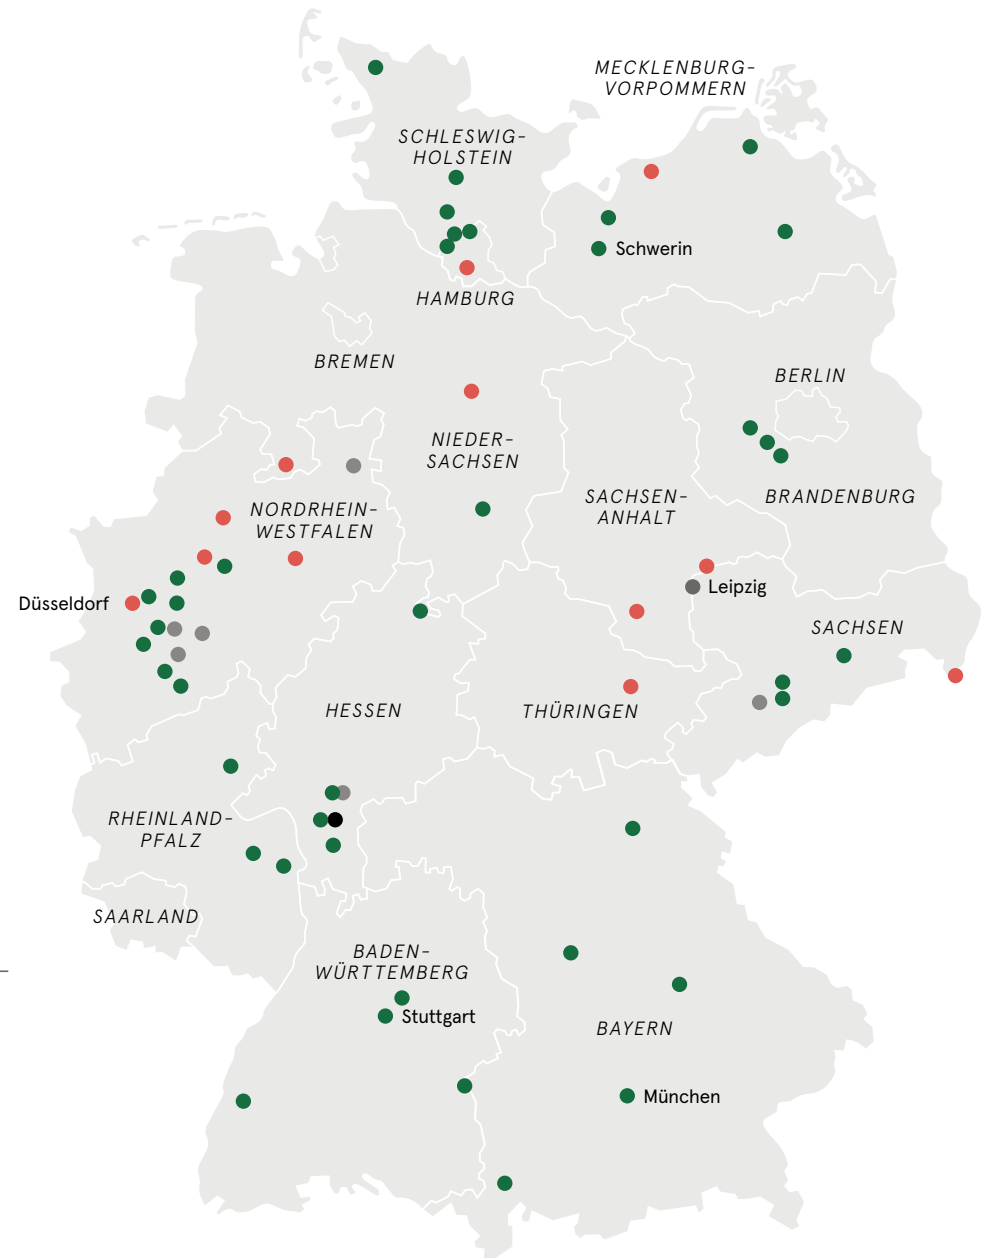 MECKLENBURG-
VORPOMMERN
SCHLESWIG-
HOLSTEIN
Schwerin
HAMBURG
BREMEN
BERLIN
NIEDER-
SACHSEN
SACHSEN-
ANHALT
BRANDENBURG
NORDRHEIN-
WESTFALEN
Leipzig
Düsseldorf
SACHSEN
HESSEN
THÜRINGEN
RHEINLAND-
PFALZ
SAARLAND
BADEN-
WÜRTTEMBERG
Stuttgart
BAYERN
München